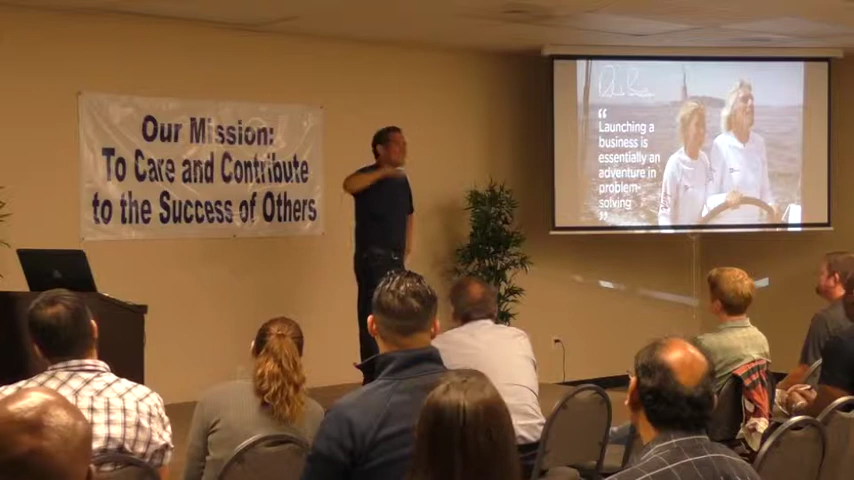 Our Mission:
To Care and Contribute
to the Success of Others
“
Launching a
business is
essentially an
adventure in
problem-
solving
”